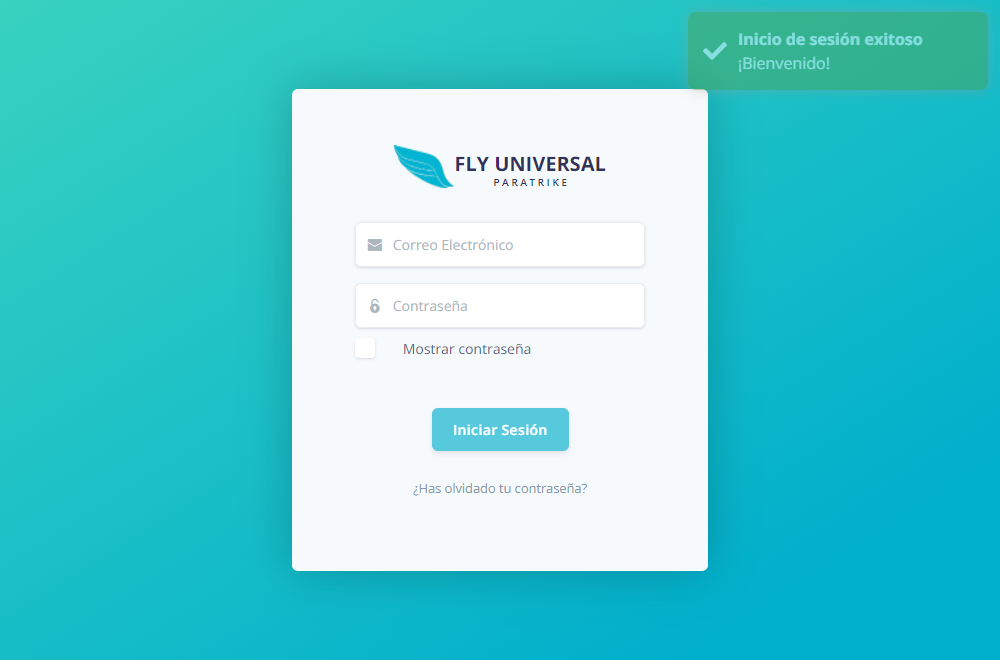 Inicio de sesión exitoso
¡Bienvenido!
FLY UNIVERSAL
PARATRIKE
Correo Electrónico
Contraseña
Mostrar contraseña
Iniciar Sesión
¿Has olvidado tu contraseña?